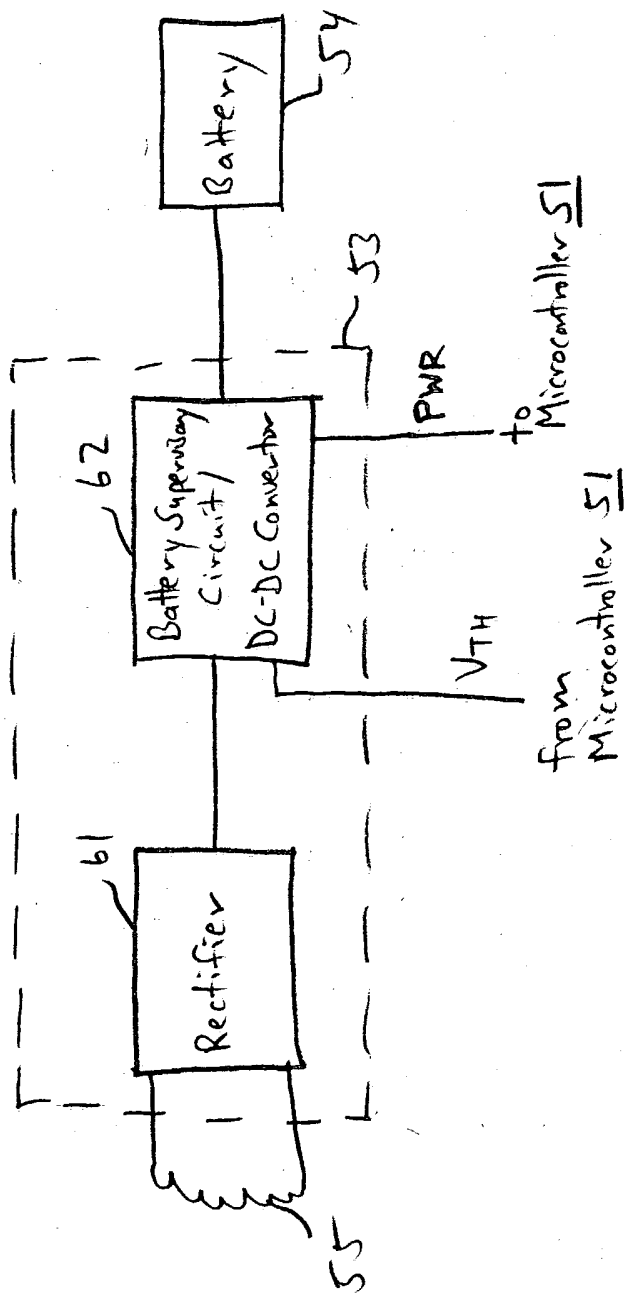 55
61
Rectifier
62
Battery Supervisory
Circuit/
DC-DC Convertor
53
Battery
54
VTH
from
Microcontroller 51
PWR
to
Microcontroller 51